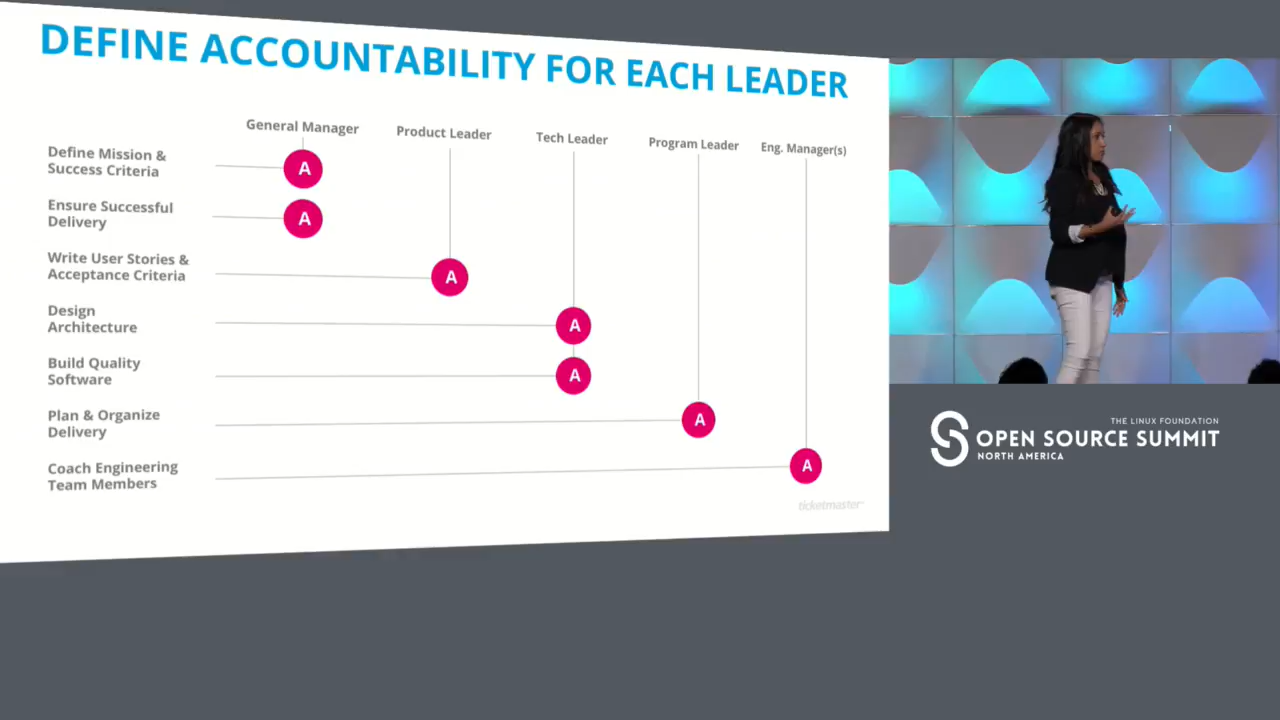 DEFINE ACCOUNTABILITY FOR EACH LEADER
General Manager
Product Leader
Tech Leader
Program Leader
Eng. Manager(s)
Define Mission &
Success Criteria
A
Ensure Successful
Delivery
A
Write User Stories &
Acceptance Criteria
A
Design
Architecture
A
Build Quality
Software
A
Plan & Organize
Delivery
A
Coach Engineering
Team Members
A
ticketmaster
THE LINUX FOUNDATION
OPEN SOURCE SUMMIT
NORTH AMERICA